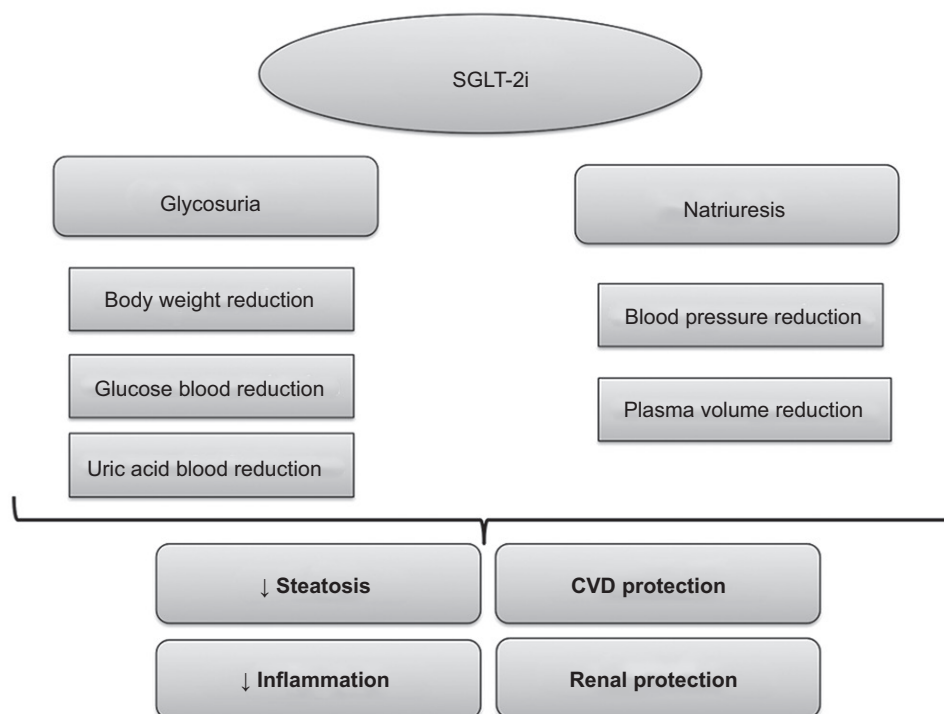 SGLT-2i
Glycosuria
Natriuresis
Body weight reduction
Blood pressure reduction
Glucose blood reduction
Plasma volume reduction
Uric acid blood reduction
↓ Steatosis
CVD protection
↓ Inflammation
Renal protection